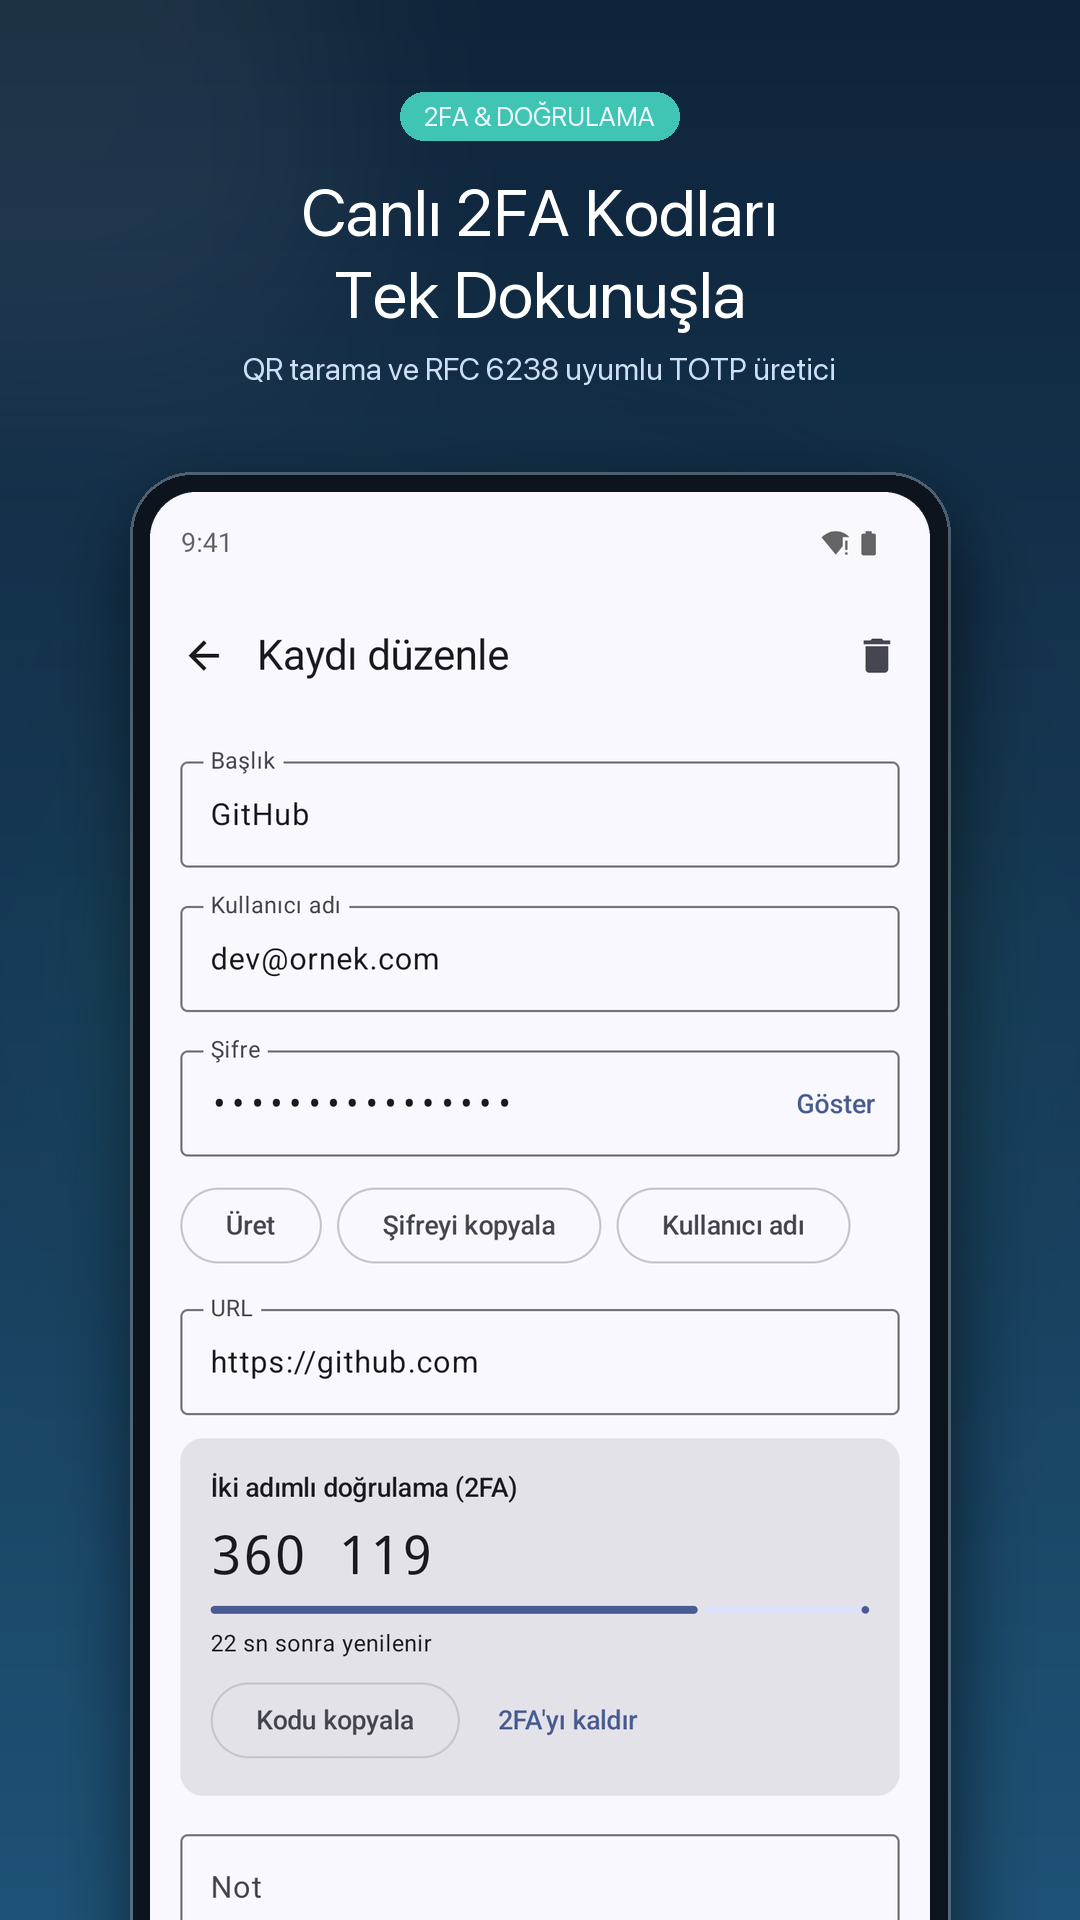 2FA & DOĞRULAMA
Canlı 2FA Kodları
Tek Dokunuşla
QR tarama ve RFC 6238 uyumlu TOTP üretici
9:41
Kaydı düzenle
Başlık
GitHub
Kullanıcı adı
dev@ornek.com
Şifre
•••••••••••••••• Göster
Üret Şifreyi kopyala Kullanıcı adı
URL
https://github.com
İki adımlı doğrulama (2FA)
360 119
22 sn sonra yenilenir
Kodu kopyala 2FA'yı kaldır
Not